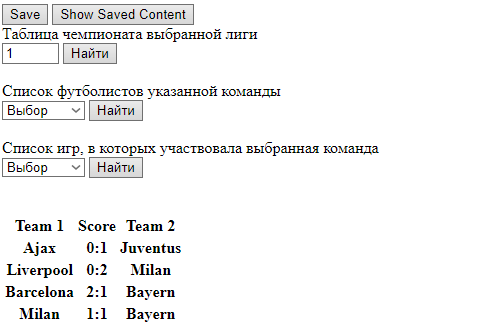 Save Show Saved Content
Таблица чемпионата выбранной лиги
1 Найти
Список футболистов указанной команды
Выбор Найти
Список игр, в которых участвовала выбранная команда
Выбор Найти
Team 1 Score Team 2
Ajax 0:1 Juventus
Liverpool 0:2 Milan
Barcelona 2:1 Bayern
Milan 1:1 Bayern